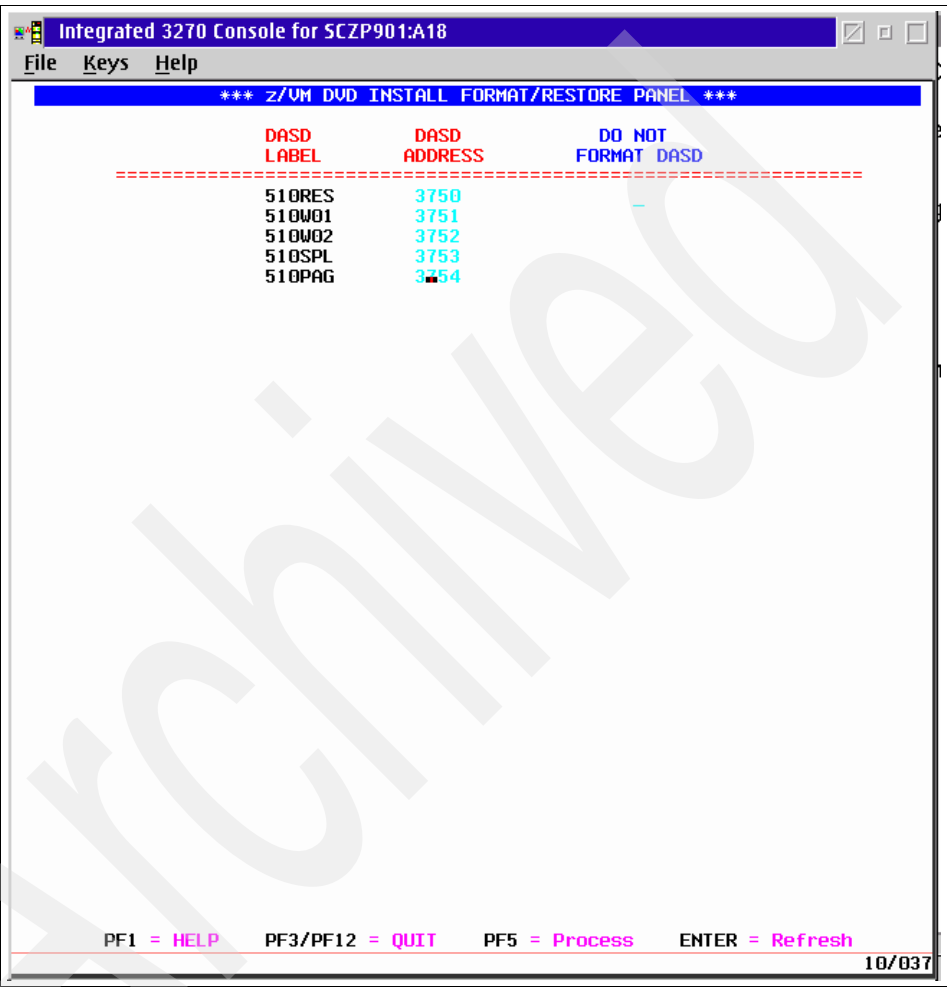 Integrated 3270 Console for SCZP901:A18
File Keys Help
*** z/VM DVD INSTALL FORMAT/RESTORE PANEL ***
DASD DASD DO NOT
LABEL ADDRESS FORMAT DASD
==============================================================================
510RES 3750 _
510W01 3751
510W02 3752
510SPL 3753
510PAG 3754
PF1 = HELP PF3/PF12 = QUIT PF5 = Process ENTER = Refresh
10/037
Archived